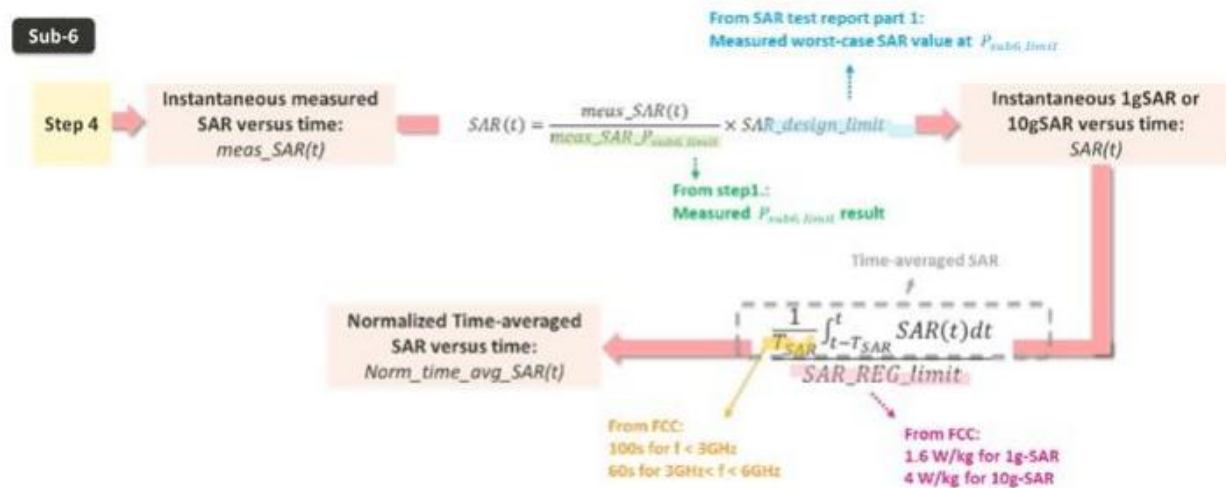 Sub-6
From SAR test report part 1:
Measured worst-case SAR value at P_sub6_limit
Step 4
Instantaneous measured
SAR versus time:
meas_SAR(t)
SAR(t) = meas_SAR(t) / meas_SAR_P_sub6_limit × SAR_design_limit
Instantaneous 1gSAR or
10gSAR versus time:
SAR(t)
From step1.:
Measured P_sub6_limit result
Time-averaged SAR
Normalized Time-averaged
SAR versus time:
Norm_time_avg_SAR(t)
1/T_SAR ∫_{t−T_SAR}^{t} SAR(t)dt
SAR_REG_limit
From FCC:
100s for f < 3GHz
60s for 3GHz< f < 6GHz
From FCC:
1.6 W/kg for 1g-SAR
4 W/kg for 10g-SAR